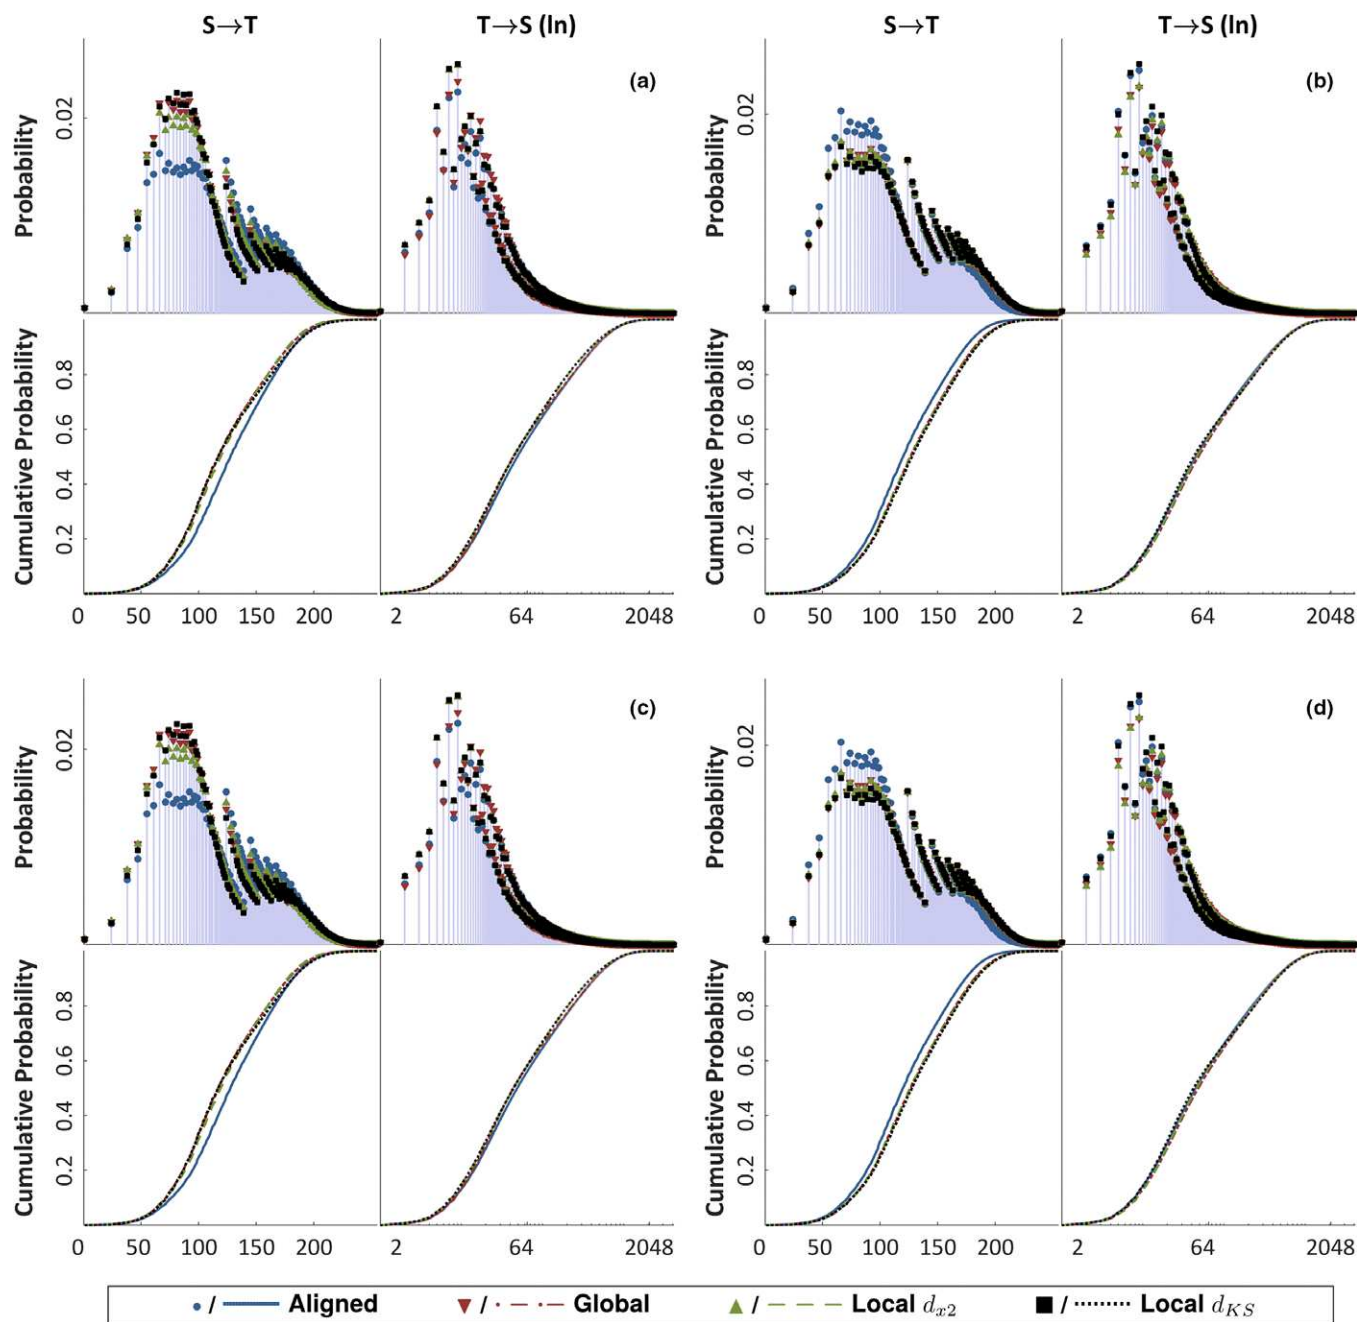 S→T T→S (ln) S→T T→S (ln)
(a) (b)
Probability 0.02 Probability 0.02
Cumulative Probability 0.2 0.4 0.6 0.8 Cumulative Probability 0.2 0.4 0.6 0.8
0 50 100 150 200 2 64 2048 0 50 100 150 200 2 64 2048
(c) (d)
Probability 0.02 Probability 0.02
Cumulative Probability 0.2 0.4 0.6 0.8 Cumulative Probability 0.2 0.4 0.6 0.8
0 50 100 150 200 2 64 2048 0 50 100 150 200 2 64 2048
/ Aligned / Global / Local d_{x2} / Local d_{KS}